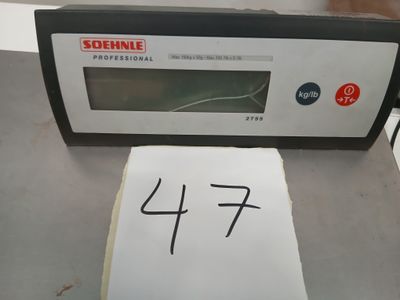 SOEHNLE
PROFESSIONAL
kg/lb
→T←
2755
47